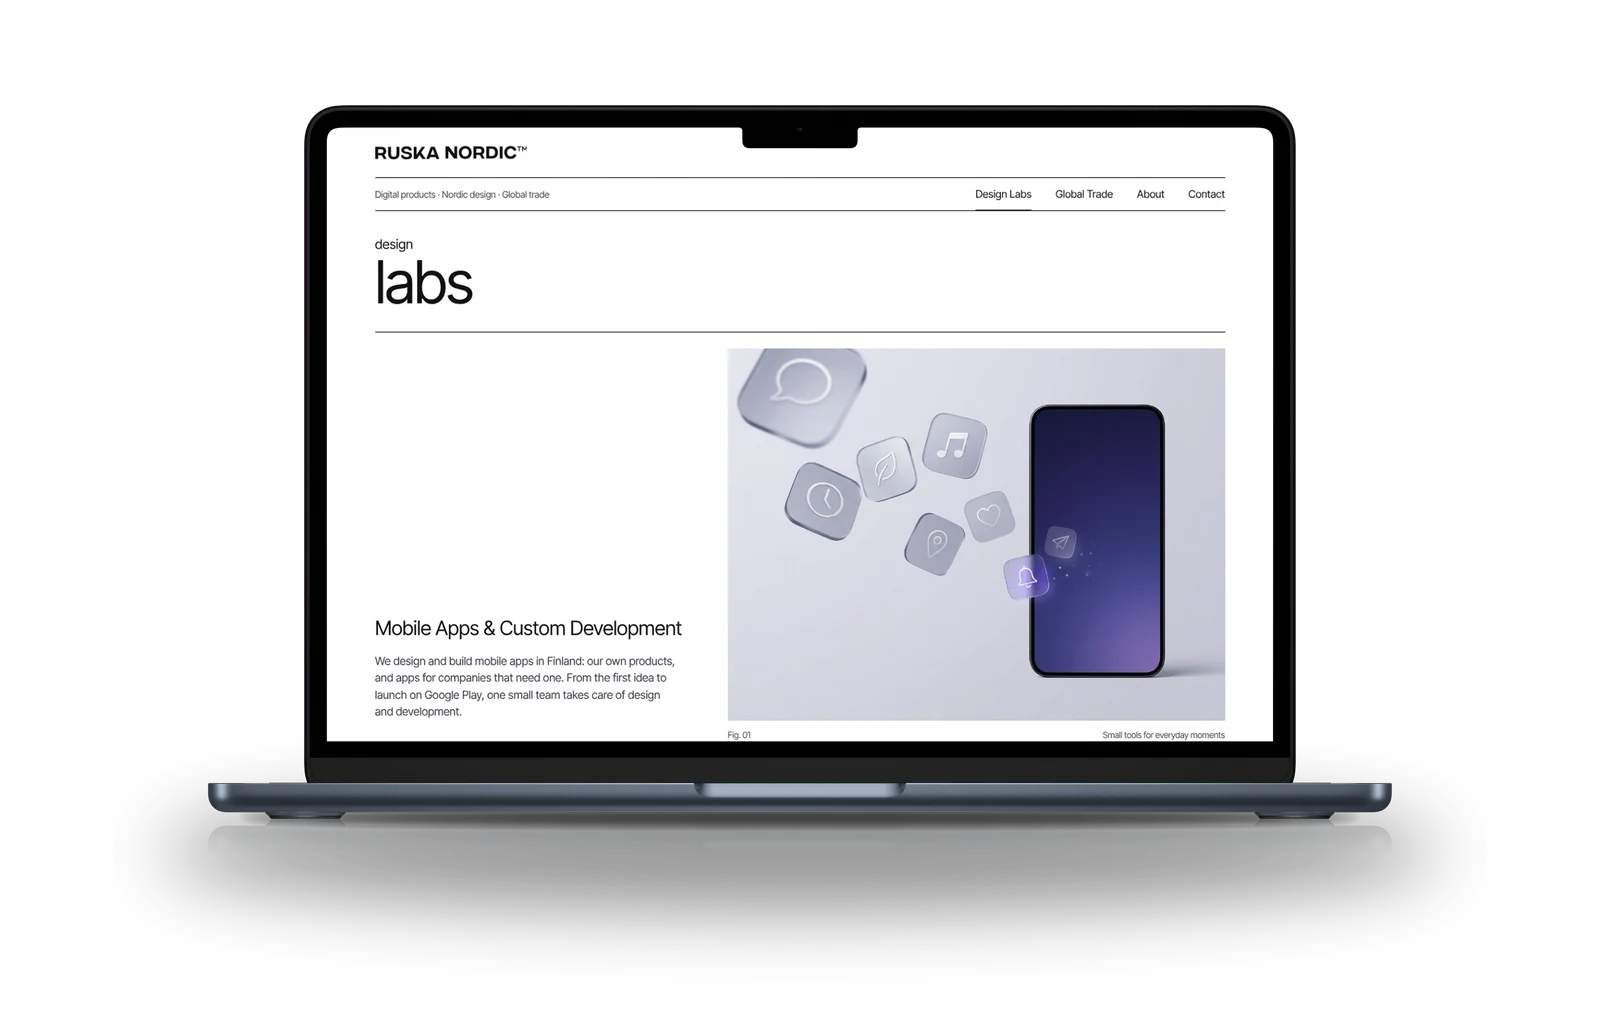 RUSKA NORDIC™
Digital products · Nordic design · Global trade
Design Labs
Global Trade
About
Contact
design
labs
Mobile Apps & Custom Development
We design and build mobile apps in Finland: our own products,
and apps for companies that need one. From the first idea to
launch on Google Play, one small team takes care of design
and development.
Fig. 01
Small tools for everyday moments